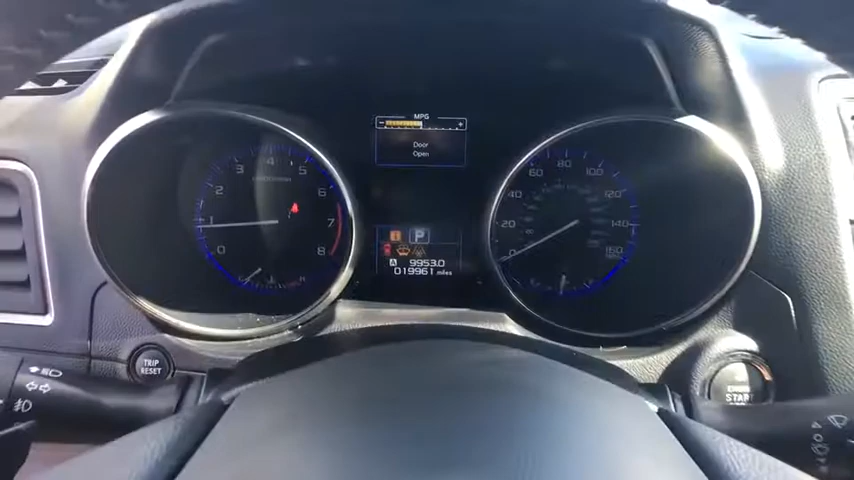 MPG
- +
Door
Open
0
1
2
3
4
5
6
7
8
0
20
40
60
80
100
120
140
160
i P
A 9953.0
019961 miles
TRIP
RESET
ENGINE
START